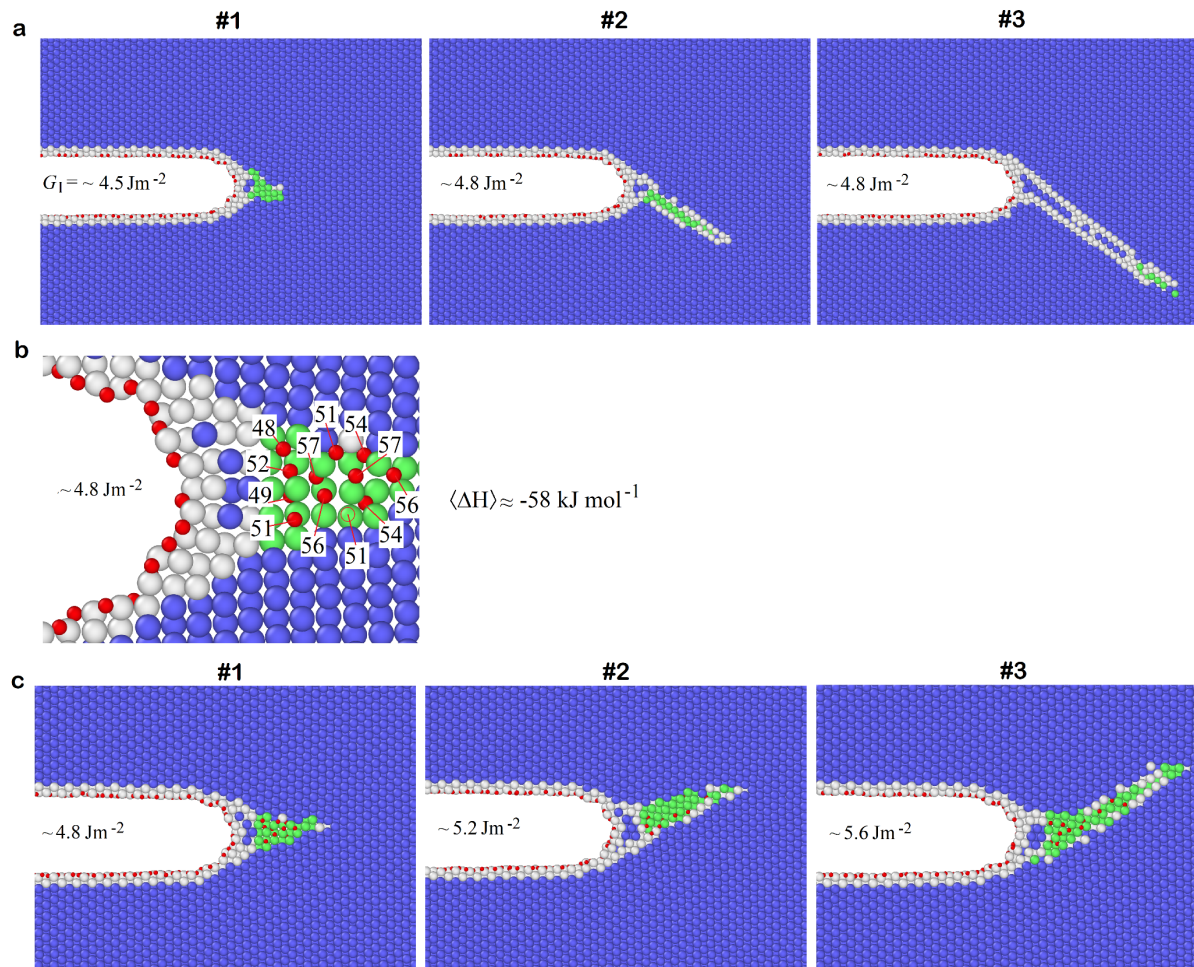 #1 #2 #3
a
G_I = ~ 4.5 Jm⁻² ~ 4.8 Jm⁻² ~ 4.8 Jm⁻²
b
48 57 51 54
52 57
~ 4.8 Jm⁻²
49 56
51 56 51 54
⟨ΔH⟩ ≈ -58 kJ mol⁻¹
#1 #2 #3
c
~ 4.8 Jm⁻² ~ 5.2 Jm⁻² ~ 5.6 Jm⁻²